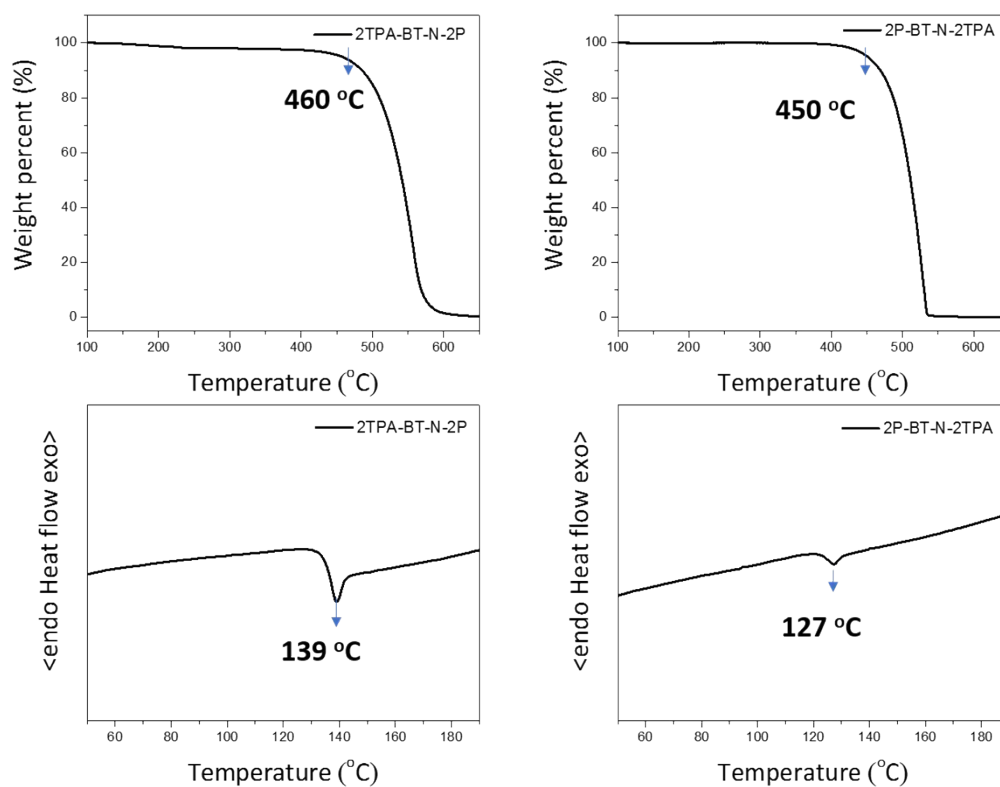 2TPA-BT-N-2P
Weight percent (%)
100
80
60
40
20
0
460 °C
100 200 300 400 500 600
Temperature (°C)
2P-BT-N-2TPA
Weight percent (%)
100
80
60
40
20
0
450 °C
100 200 300 400 500 600
Temperature (°C)
2TPA-BT-N-2P
<endo Heat flow exo>
139 °C
60 80 100 120 140 160 180
Temperature (°C)
2P-BT-N-2TPA
<endo Heat flow exo>
127 °C
60 80 100 120 140 160 180
Temperature (°C)